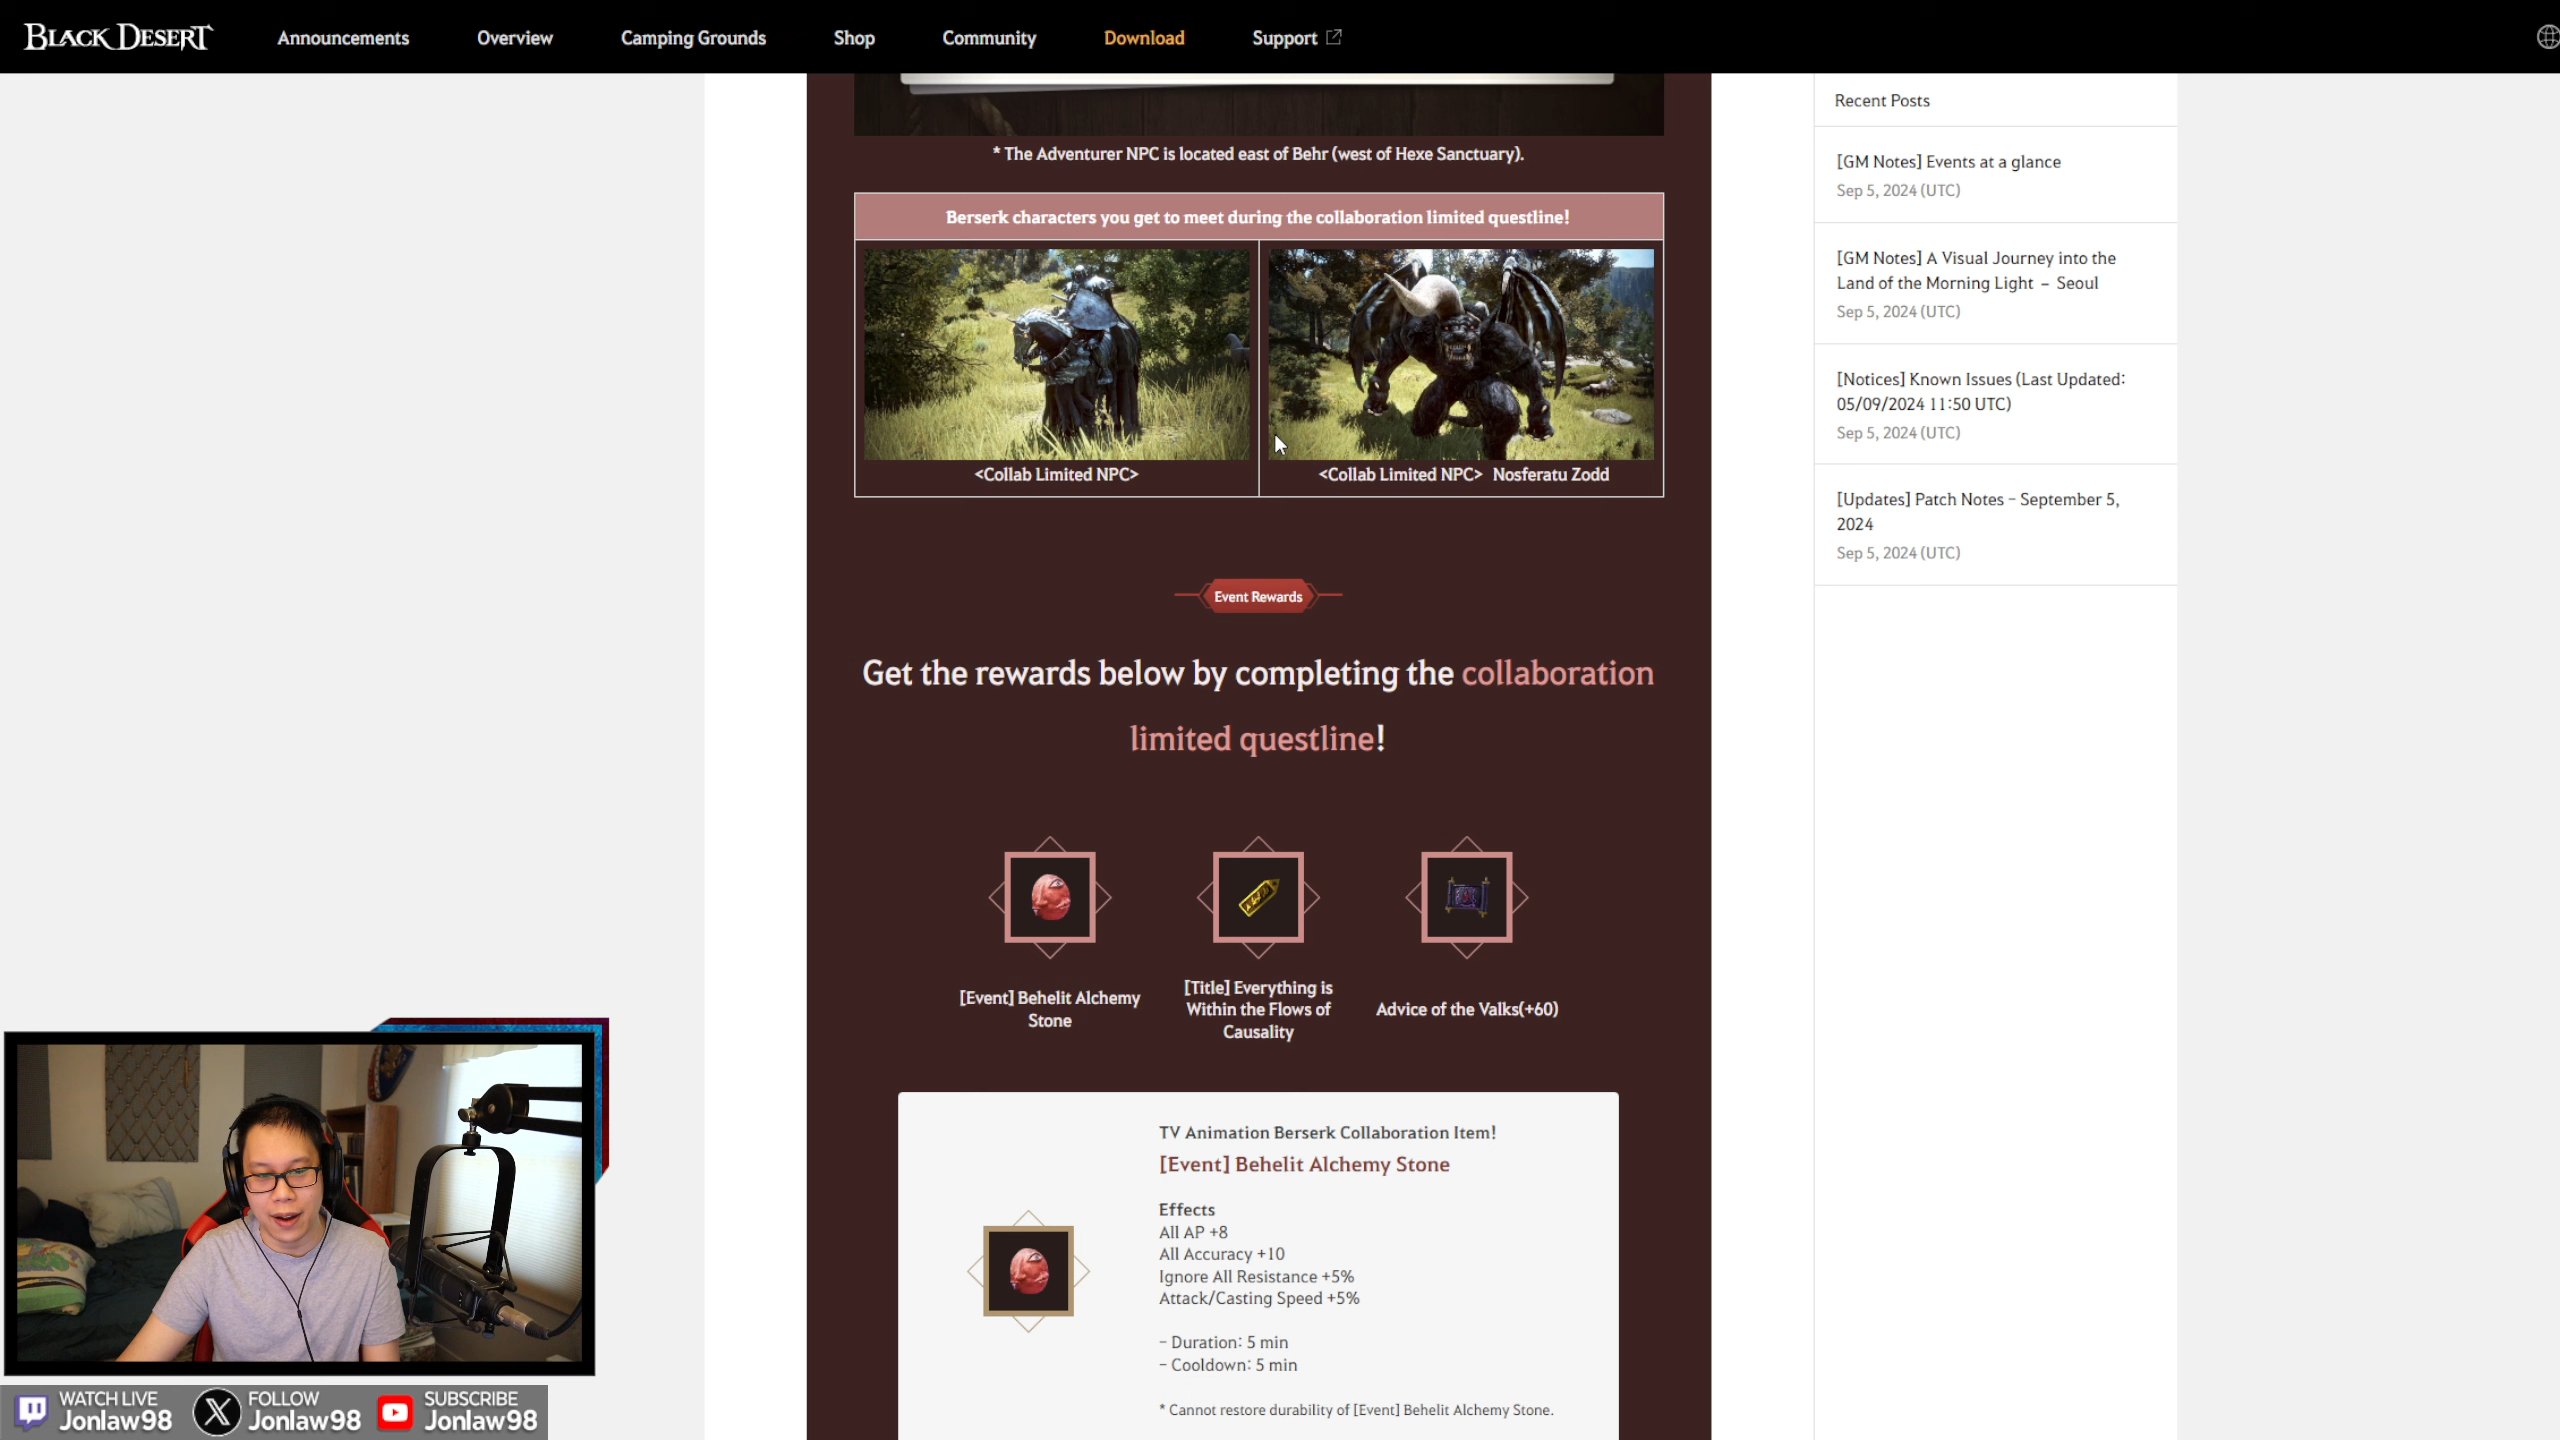 BLACK DESERT
Announcements
Overview
Camping Grounds
Shop
Community
Download
Support
* The Adventurer NPC is located east of Behr (west of Hexe Sanctuary).
Berserk characters you get to meet during the collaboration limited questline!
<Collab Limited NPC>
<Collab Limited NPC> Nosferatu Zodd
Event Rewards
Get the rewards below by completing the collaboration
limited questline!
[Event] Behelit Alchemy
Stone
[Title] Everything is
Within the Flows of
Causality
Advice of the Valks(+60)
TV Animation Berserk Collaboration Item!
[Event] Behelit Alchemy Stone
Effects
All AP +8
All Accuracy +10
Ignore All Resistance +5%
Attack/Casting Speed +5%
- Duration: 5 min
- Cooldown: 5 min
* Cannot restore durability of [Event] Behelit Alchemy Stone.
Recent Posts
[GM Notes] Events at a glance
Sep 5, 2024 (UTC)
[GM Notes] A Visual Journey into the
Land of the Morning Light - Seoul
Sep 5, 2024 (UTC)
[Notices] Known Issues (Last Updated:
05/09/2024 11:50 UTC)
Sep 5, 2024 (UTC)
[Updates] Patch Notes - September 5,
2024
Sep 5, 2024 (UTC)
WATCH LIVE
Jonlaw98
FOLLOW
Jonlaw98
SUBSCRIBE
Jonlaw98